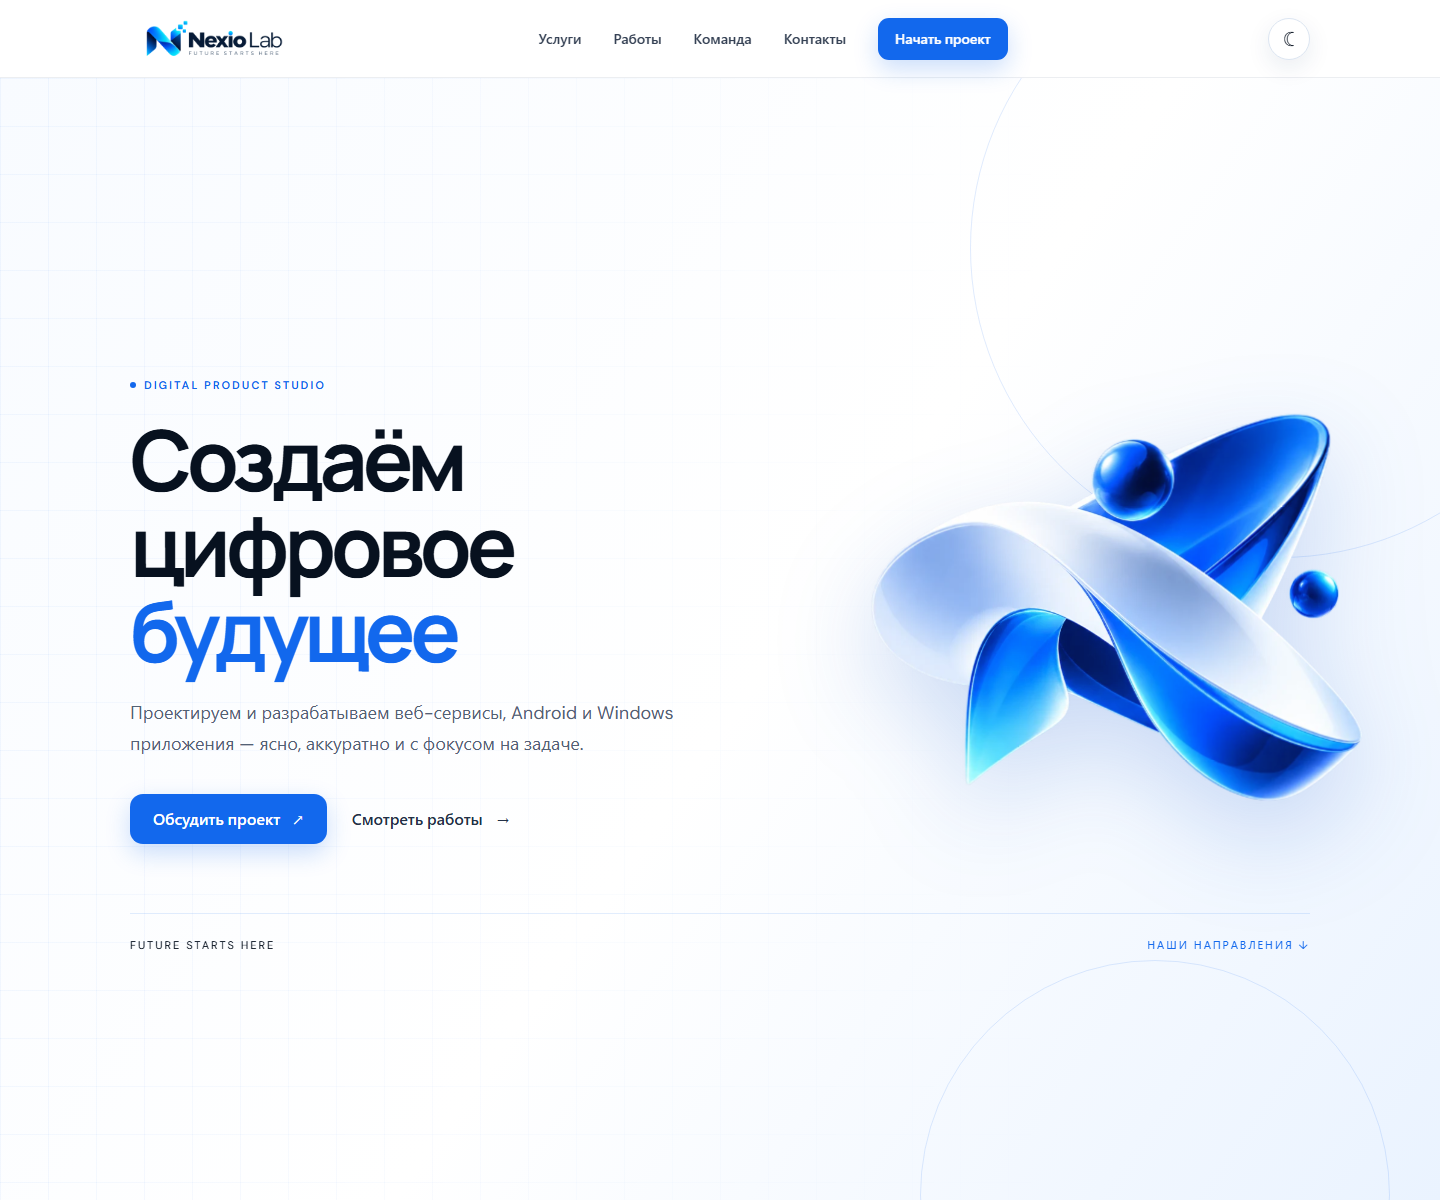 Nexio Lab
FUTURE STARTS HERE
Услуги
Работы
Команда
Контакты
Начать проект
DIGITAL PRODUCT STUDIO
Создаём
цифровое
будущее
Проектируем и разрабатываем веб-сервисы, Android и Windows
приложения — ясно, аккуратно и с фокусом на задаче.
Обсудить проект ↗
Смотреть работы →
FUTURE STARTS HERE
НАШИ НАПРАВЛЕНИЯ ↓